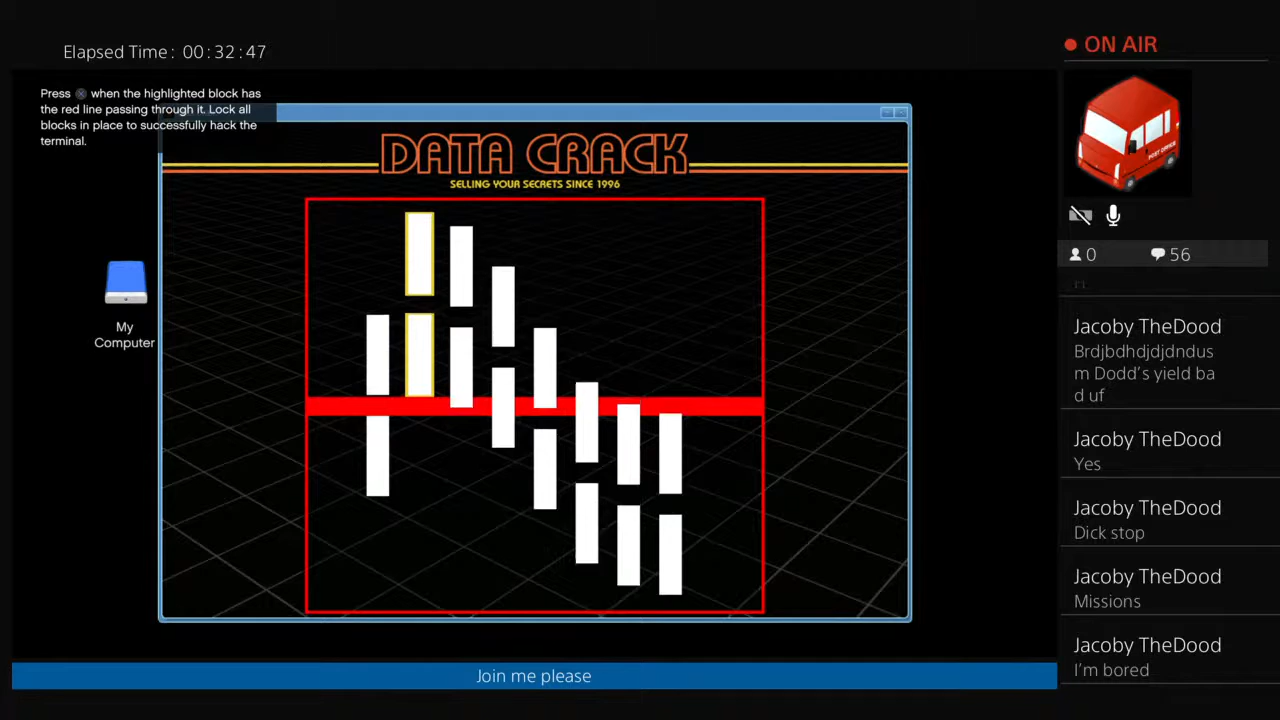 Elapsed Time: 00:32:47
ON AIR
Press ⊗ when the highlighted block has
the red line passing through it. Lock all
blocks in place to successfully hack the
terminal.
DATA CRACK
SELLING YOUR SECRETS SINCE 1996
My
Computer
POST OFFICE
0 56
Jacoby TheDood
Brdjbdhdjdjdndus
m Dodd's yield ba
d uf
Jacoby TheDood
Yes
Jacoby TheDood
Dick stop
Jacoby TheDood
Missions
Jacoby TheDood
I'm bored
Join me please